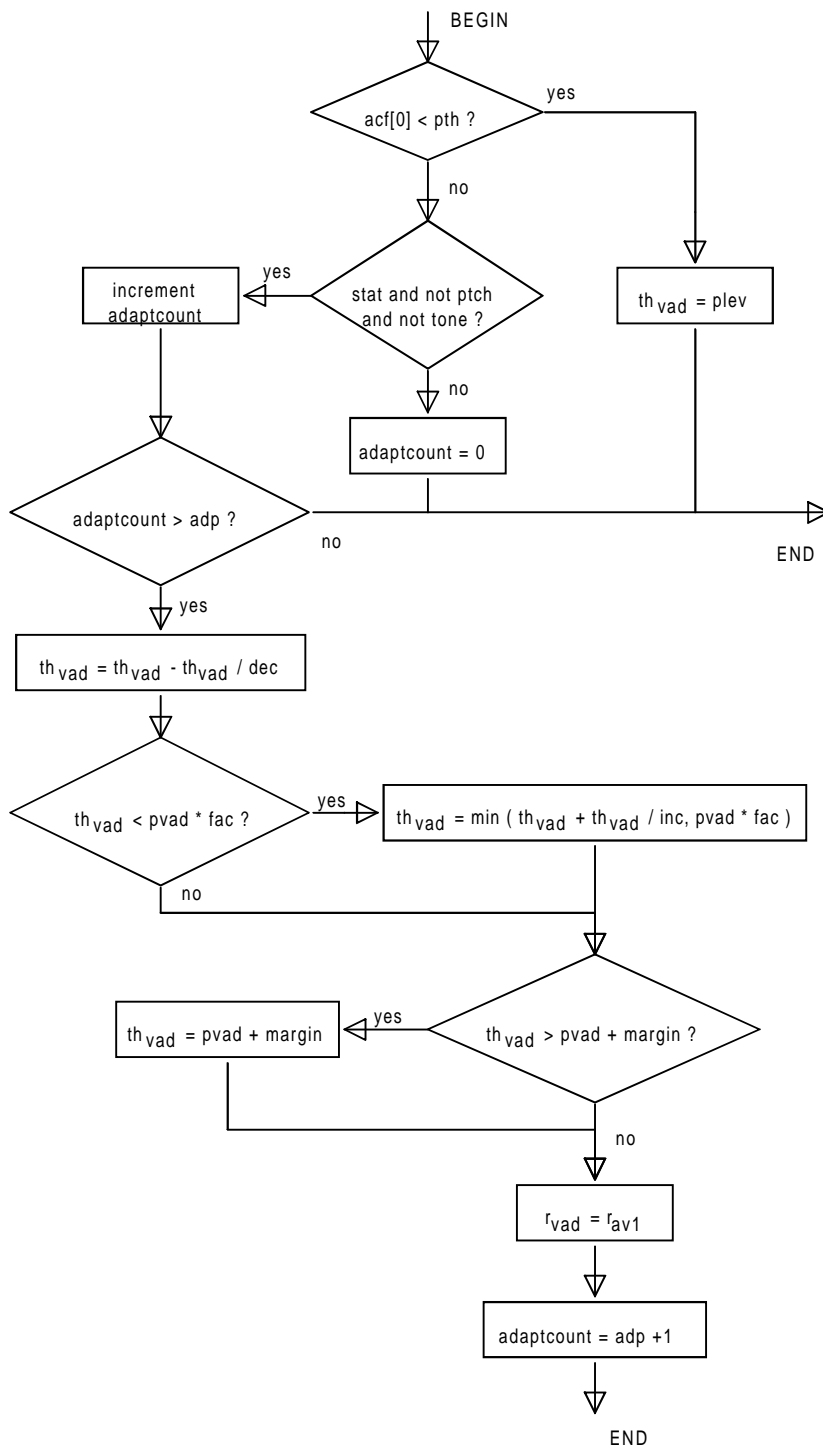 BEGIN
acf[0] < pth ?
yes
no
stat and not ptch
and not tone ?
yes
increment
adaptcount
th vad = plev
no
adaptcount = 0
adaptcount > adp ?
no
END
yes
th vad = th vad - th vad / dec
th vad < pvad * fac ?
yes
th vad = min ( th vad + th vad / inc, pvad * fac )
no
th vad = pvad + margin
yes
th vad > pvad + margin ?
no
r vad = r av1
adaptcount = adp +1
END